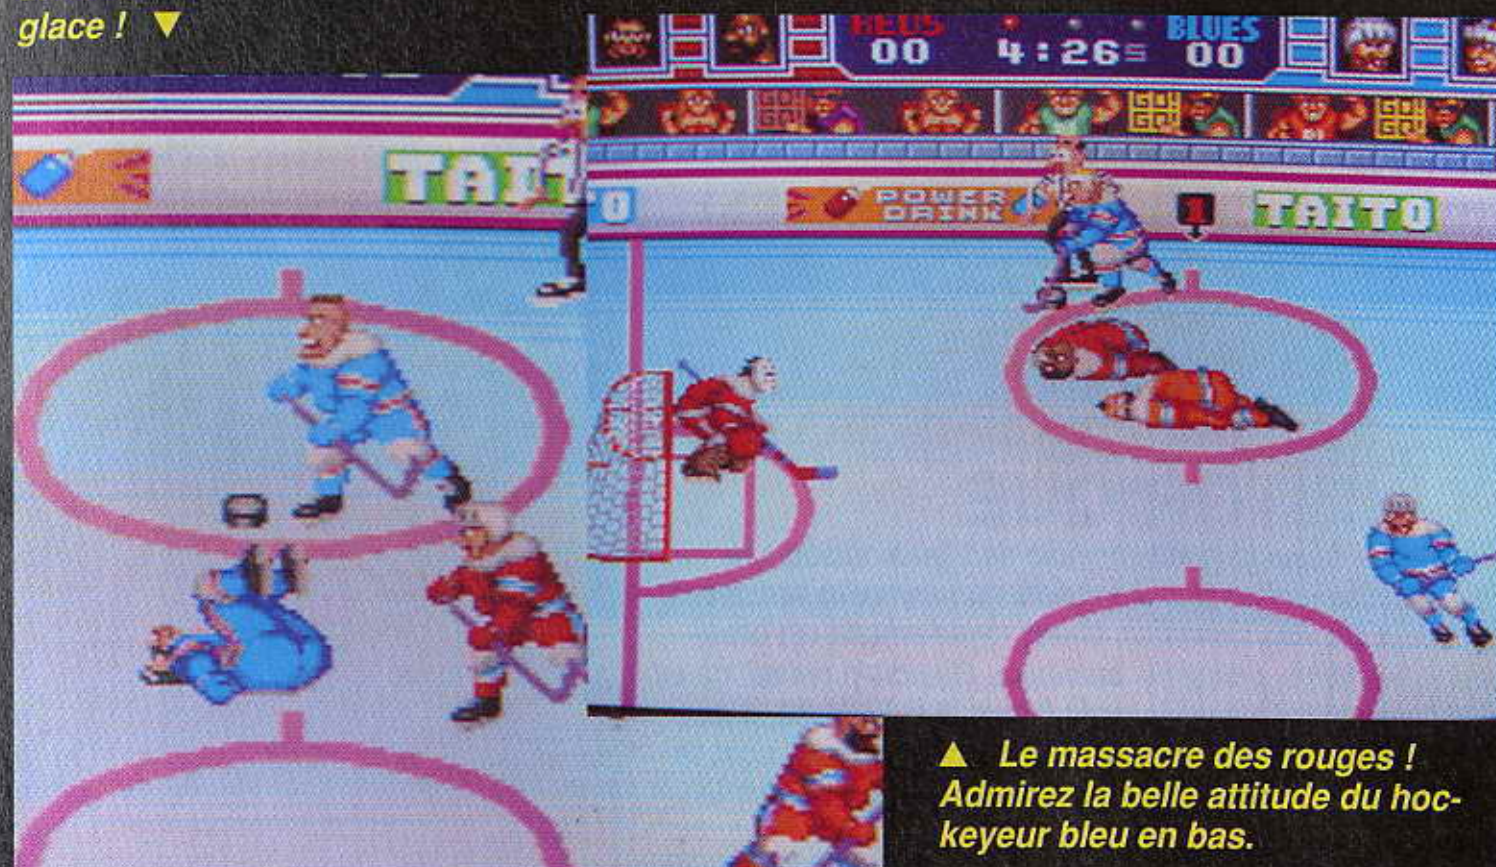 glace ! ▼
REDS
00
4:26
BLUES
00
TAITO
POWER
DRINK
1
TAITO
▲ Le massacre des rouges !
Admirez la belle attitude du hoc-
keyeur bleu en bas.